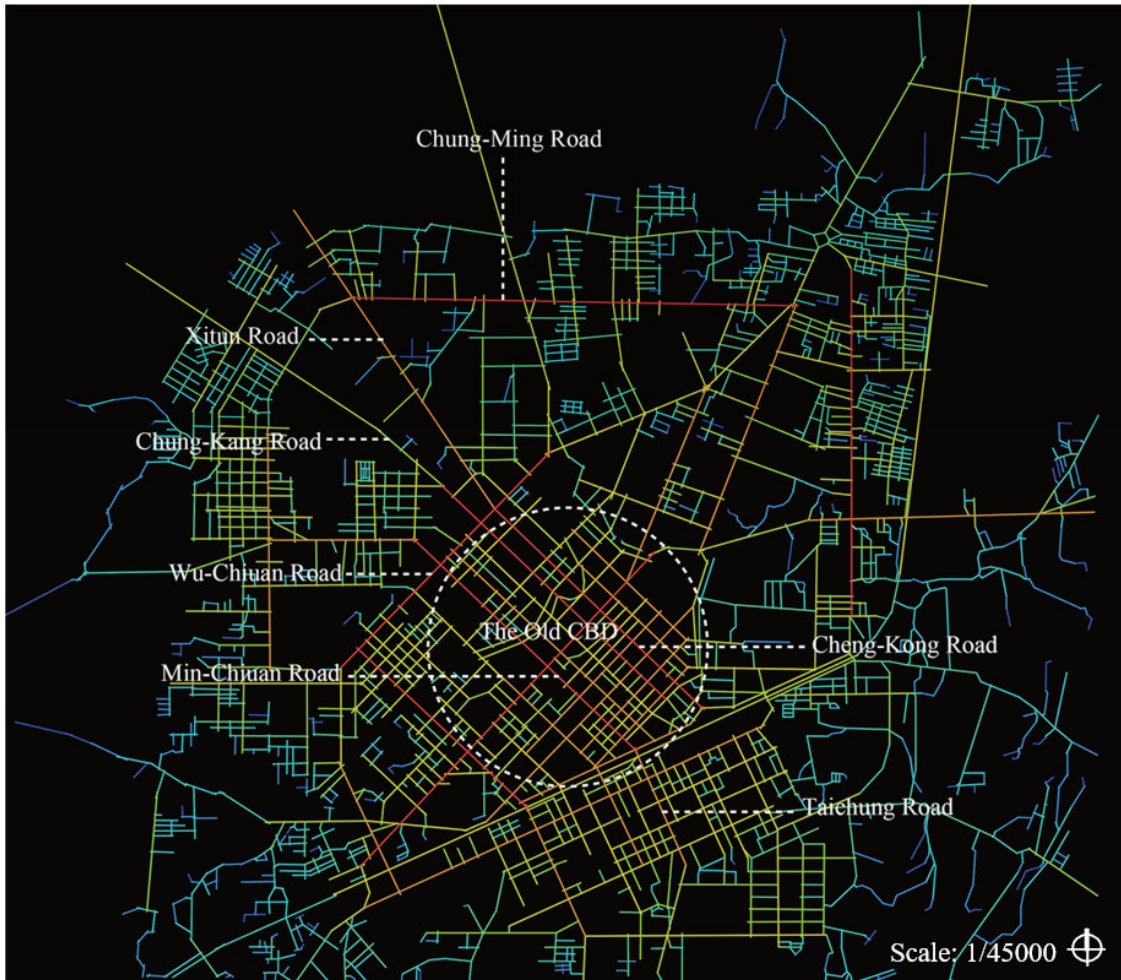 Chung-Ming Road
Xitun Road
Chung-Kang Road
Wu-Chiuan Road
The Old CBD
Cheng-Kong Road
Min-Chiuan Road
Taichung Road
Scale: 1/45000